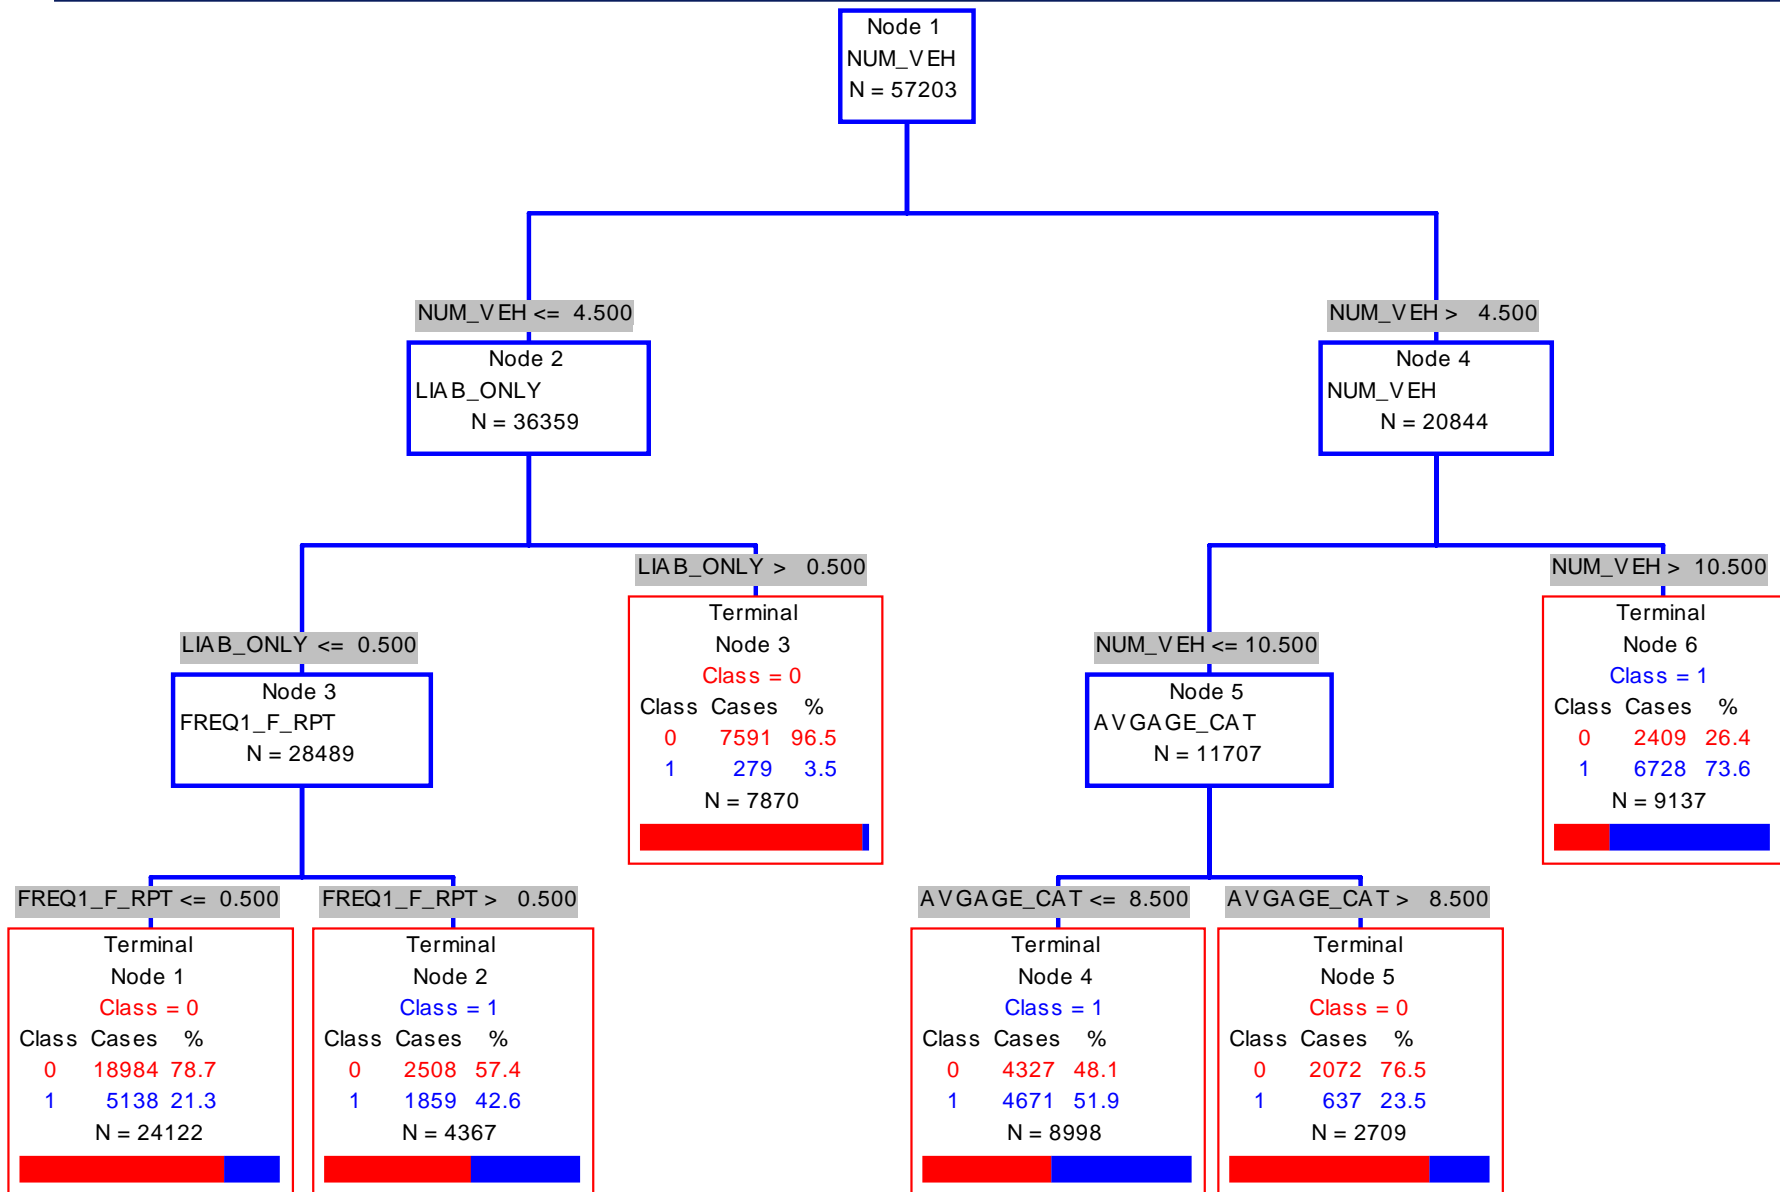 Node 1
NUM_VEH
N = 57203
NUM_VEH <= 4.500
NUM_VEH > 4.500
Node 2
LIAB_ONLY
N = 36359
Node 4
NUM_VEH
N = 20844
LIAB_ONLY <= 0.500
LIAB_ONLY > 0.500
NUM_VEH <= 10.500
NUM_VEH > 10.500
Node 3
FREQ1_F_RPT
N = 28489
Terminal
Node 3
Class = 0
Class Cases %
0 7591 96.5
1 279 3.5
N = 7870
Node 5
AVGAGE_CAT
N = 11707
Terminal
Node 6
Class = 1
Class Cases %
0 2409 26.4
1 6728 73.6
N = 9137
FREQ1_F_RPT <= 0.500
FREQ1_F_RPT > 0.500
AVGAGE_CAT <= 8.500
AVGAGE_CAT > 8.500
Terminal
Node 1
Class = 0
Class Cases %
0 18984 78.7
1 5138 21.3
N = 24122
Terminal
Node 2
Class = 1
Class Cases %
0 2508 57.4
1 1859 42.6
N = 4367
Terminal
Node 4
Class = 1
Class Cases %
0 4327 48.1
1 4671 51.9
N = 8998
Terminal
Node 5
Class = 0
Class Cases %
0 2072 76.5
1 637 23.5
N = 2709